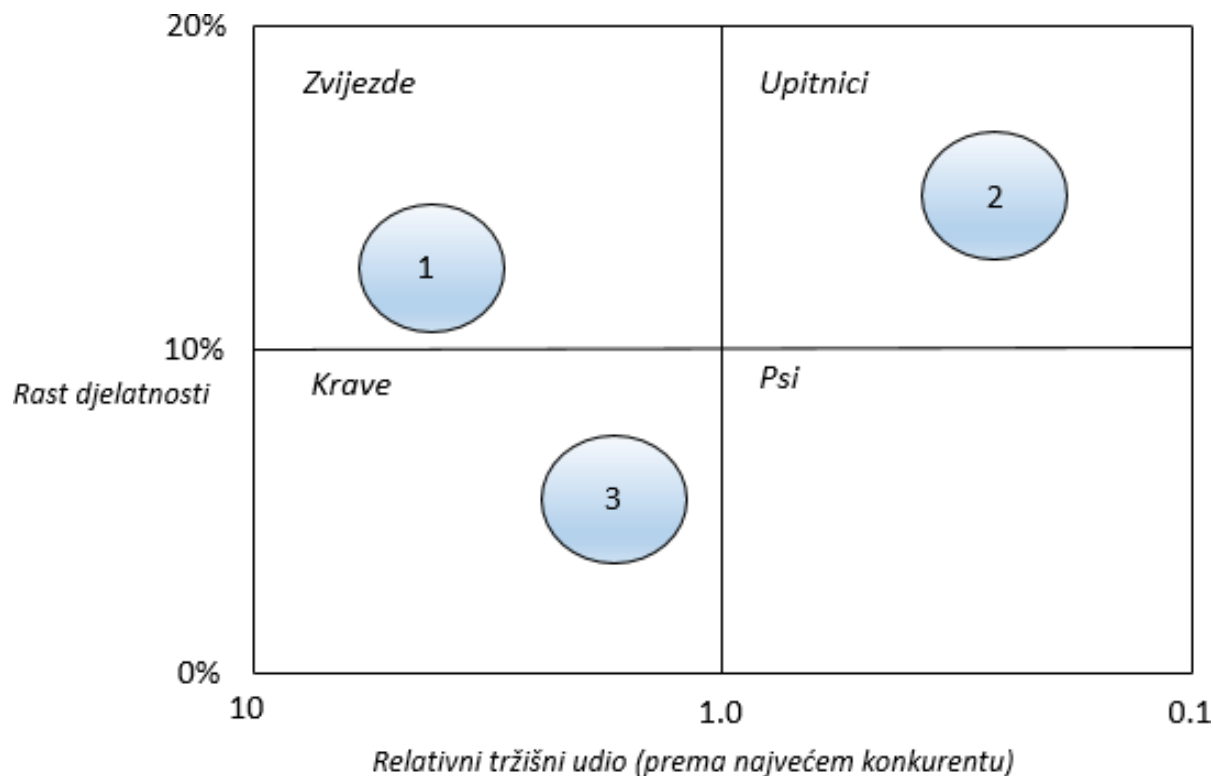 20%
Zvijezde
Upitnici
2
1
10%
Rast djelatnosti
Krave
Psi
3
0%
10
1.0
0.1
Relativni tržišni udio (prema najvećem konkurentu)